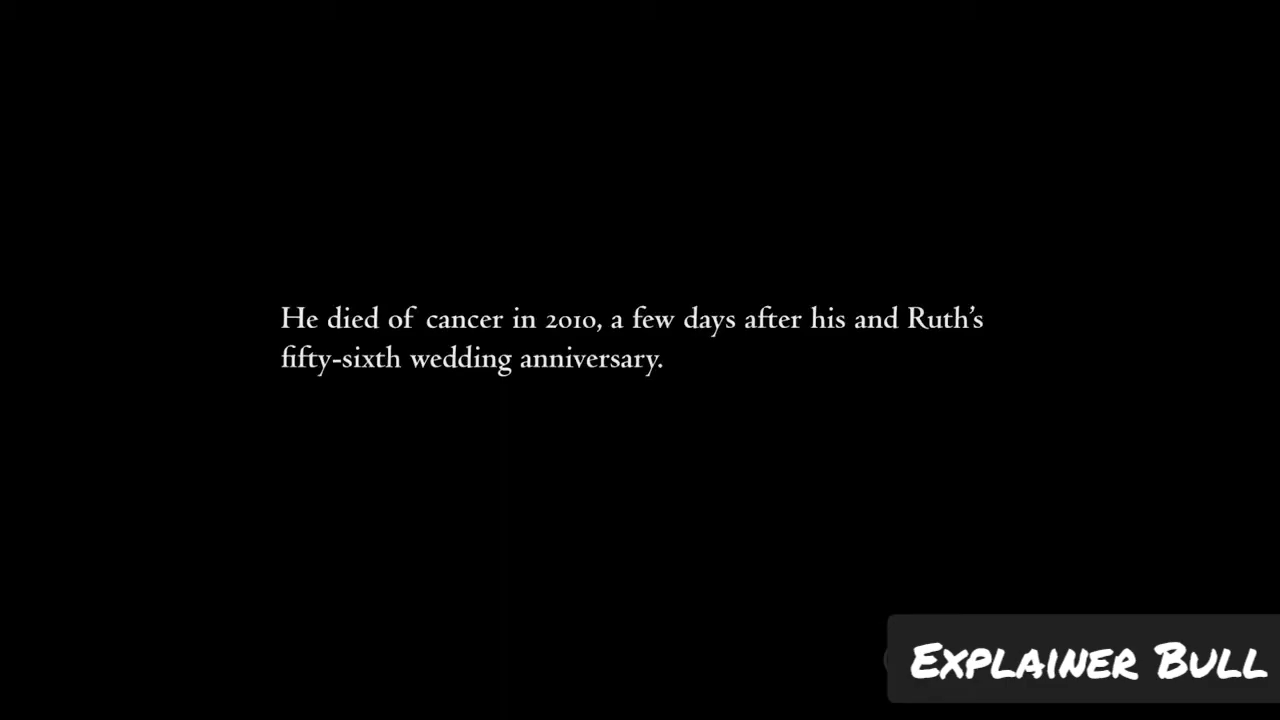 He died of cancer in 2010, a few days after his and Ruth’s
fifty-sixth wedding anniversary.
EXPLAINER BULL